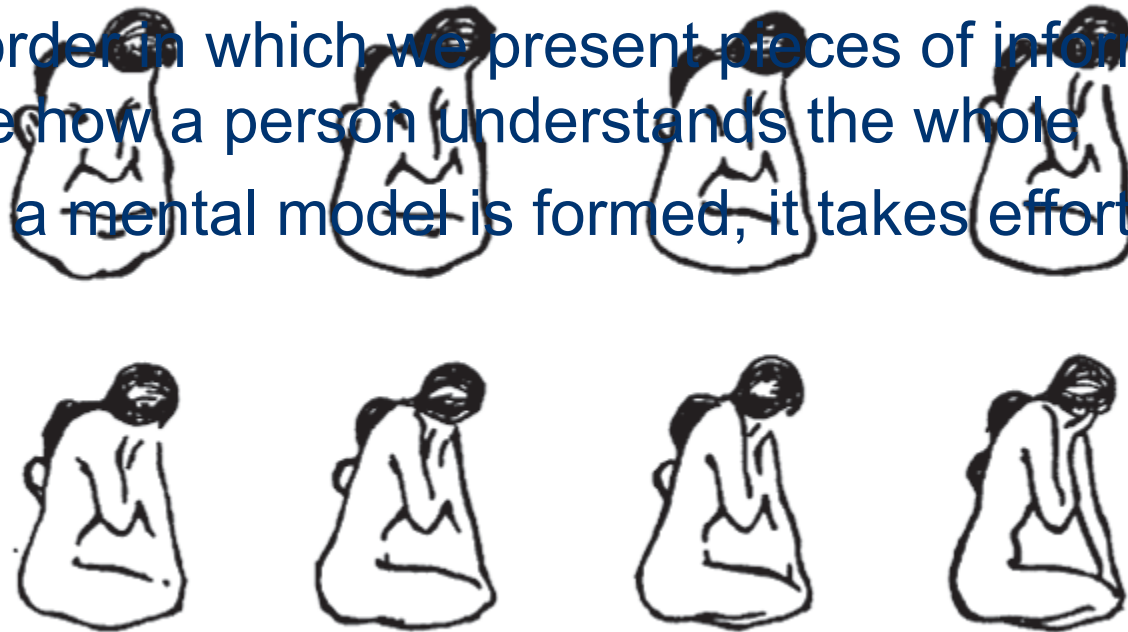 order in which we present pieces of inform
e how a person understands the whole
a mental model is formed, it takes effort